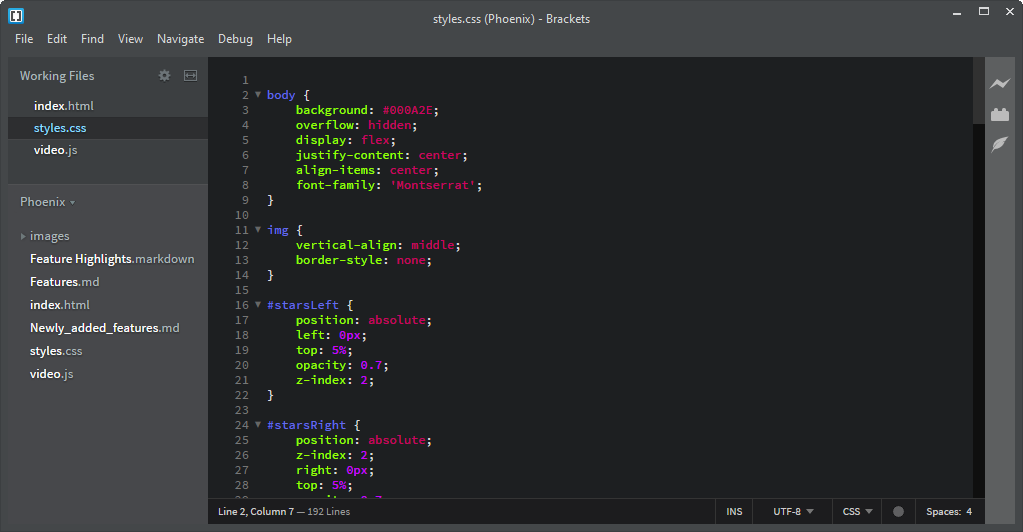 styles.css (Phoenix) - Brackets
File Edit Find View Navigate Debug Help
Working Files
index.html
styles.css
video.js
Phoenix
images
Feature Highlights.markdown
Features.md
index.html
Newly_added_features.md
styles.css
video.js
1
2 body {
3 background: #000A2E;
4 overflow: hidden;
5 display: flex;
6 justify-content: center;
7 align-items: center;
8 font-family: 'Montserrat';
9 }
10
11 img {
12 vertical-align: middle;
13 border-style: none;
14 }
15
16 #starsLeft {
17 position: absolute;
18 left: 0px;
19 top: 5%;
20 opacity: 0.7;
21 z-index: 2;
22 }
23
24 #starsRight {
25 position: absolute;
26 z-index: 2;
27 right: 0px;
28 top: 5%;
Line 2, Column 7 — 192 Lines INS UTF-8 CSS Spaces: 4